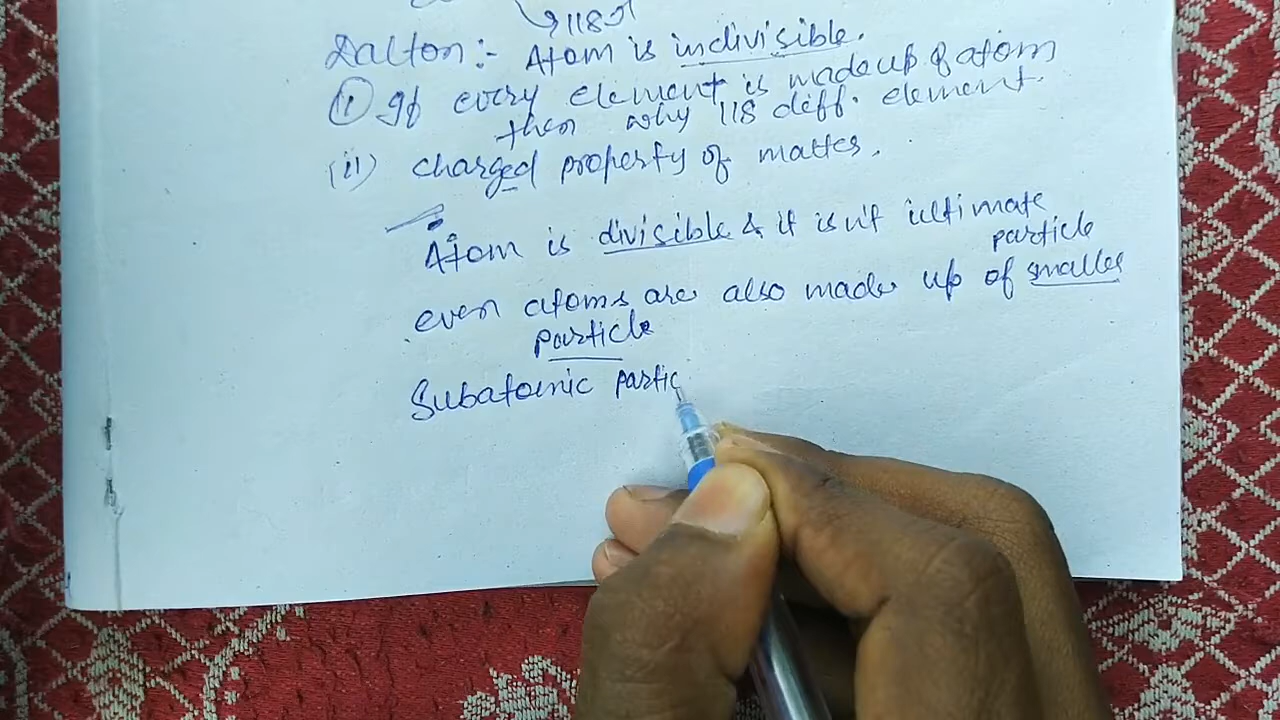 118
Dalton:- Atom is indivisible.
(i) If every element is made up of atom
then why 118 diff. element.
(ii) charged property of matter.
Atom is divisible & it isn't ultimate
particle
even atoms are also made up of smaller
particle
Subatomic partic